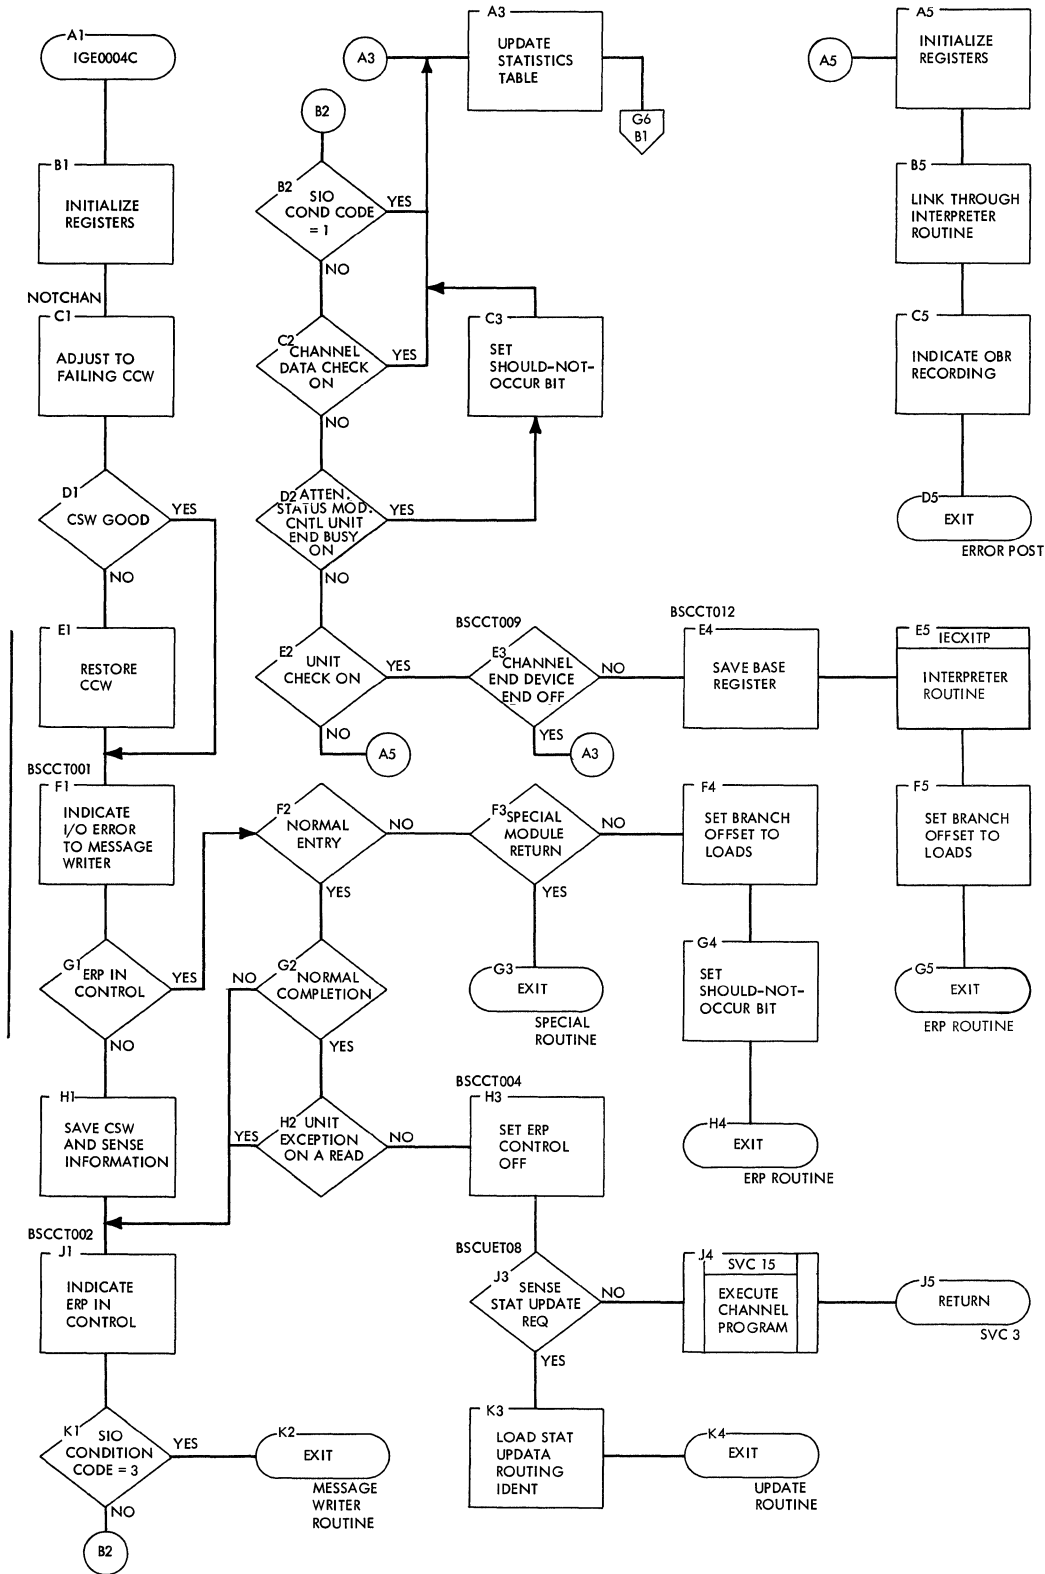 A1
IGE0004C
B1
INITIALIZE
REGISTERS
NOTCHAN
C1
ADJUST TO
FAILING CCW
D1
CSW GOOD
YES
NO
E1
RESTORE
CCW
BSCCT001
F1
INDICATE
I/O ERROR
TO MESSAGE
WRITER
G1
ERP IN
CONTROL
YES
NO
H1
SAVE CSW
AND SENSE
INFORMATION
BSCCT002
J1
INDICATE
ERP IN
CONTROL
K1
SIO
CONDITION
CODE = 3
YES
NO
B2
K2
EXIT
MESSAGE
WRITER
ROUTINE
B2
B2
SIO
COND CODE
= 1
YES
NO
C2
CHANNEL
DATA CHECK
ON
YES
NO
D2
ATTEN.
STATUS MOD.
CNTL UNIT
END BUSY
ON
YES
NO
E2
UNIT
CHECK ON
YES
NO
A5
F2
NORMAL
ENTRY
NO
YES
G2
NORMAL
COMPLETION
NO
YES
H2
UNIT
EXCEPTION
ON A READ
YES
NO
A3
A3
UPDATE
STATISTICS
TABLE
G6
B1
C3
SET
SHOULD-NOT-
OCCUR BIT
BSCCT009
E3
CHANNEL
END DEVICE
END OFF
NO
YES
A3
F3
SPECIAL
MODULE
RETURN
NO
YES
G3
EXIT
SPECIAL
ROUTINE
BSCCT004
H3
SET ERP
CONTROL
OFF
BSCUET08
J3
SENSE
STAT UPDATE
REQ
NO
YES
K3
LOAD STAT
UPDATA
ROUTING
IDENT
BSCCT012
E4
SAVE BASE
REGISTER
F4
SET BRANCH
OFFSET TO
LOADS
G4
SET
SHOULD-NOT-
OCCUR BIT
H4
EXIT
ERP ROUTINE
J4
SVC 15
EXECUTE
CHANNEL
PROGRAM
K4
EXIT
UPDATE
ROUTINE
A5
A5
INITIALIZE
REGISTERS
B5
LINK THROUGH
INTERPRETER
ROUTINE
C5
INDICATE OBR
RECORDING
D5
EXIT
ERROR POST
E5
IECXITP
INTERPRETER
ROUTINE
F5
SET BRANCH
OFFSET TO
LOADS
G5
EXIT
ERP ROUTINE
J5
RETURN
SVC 3